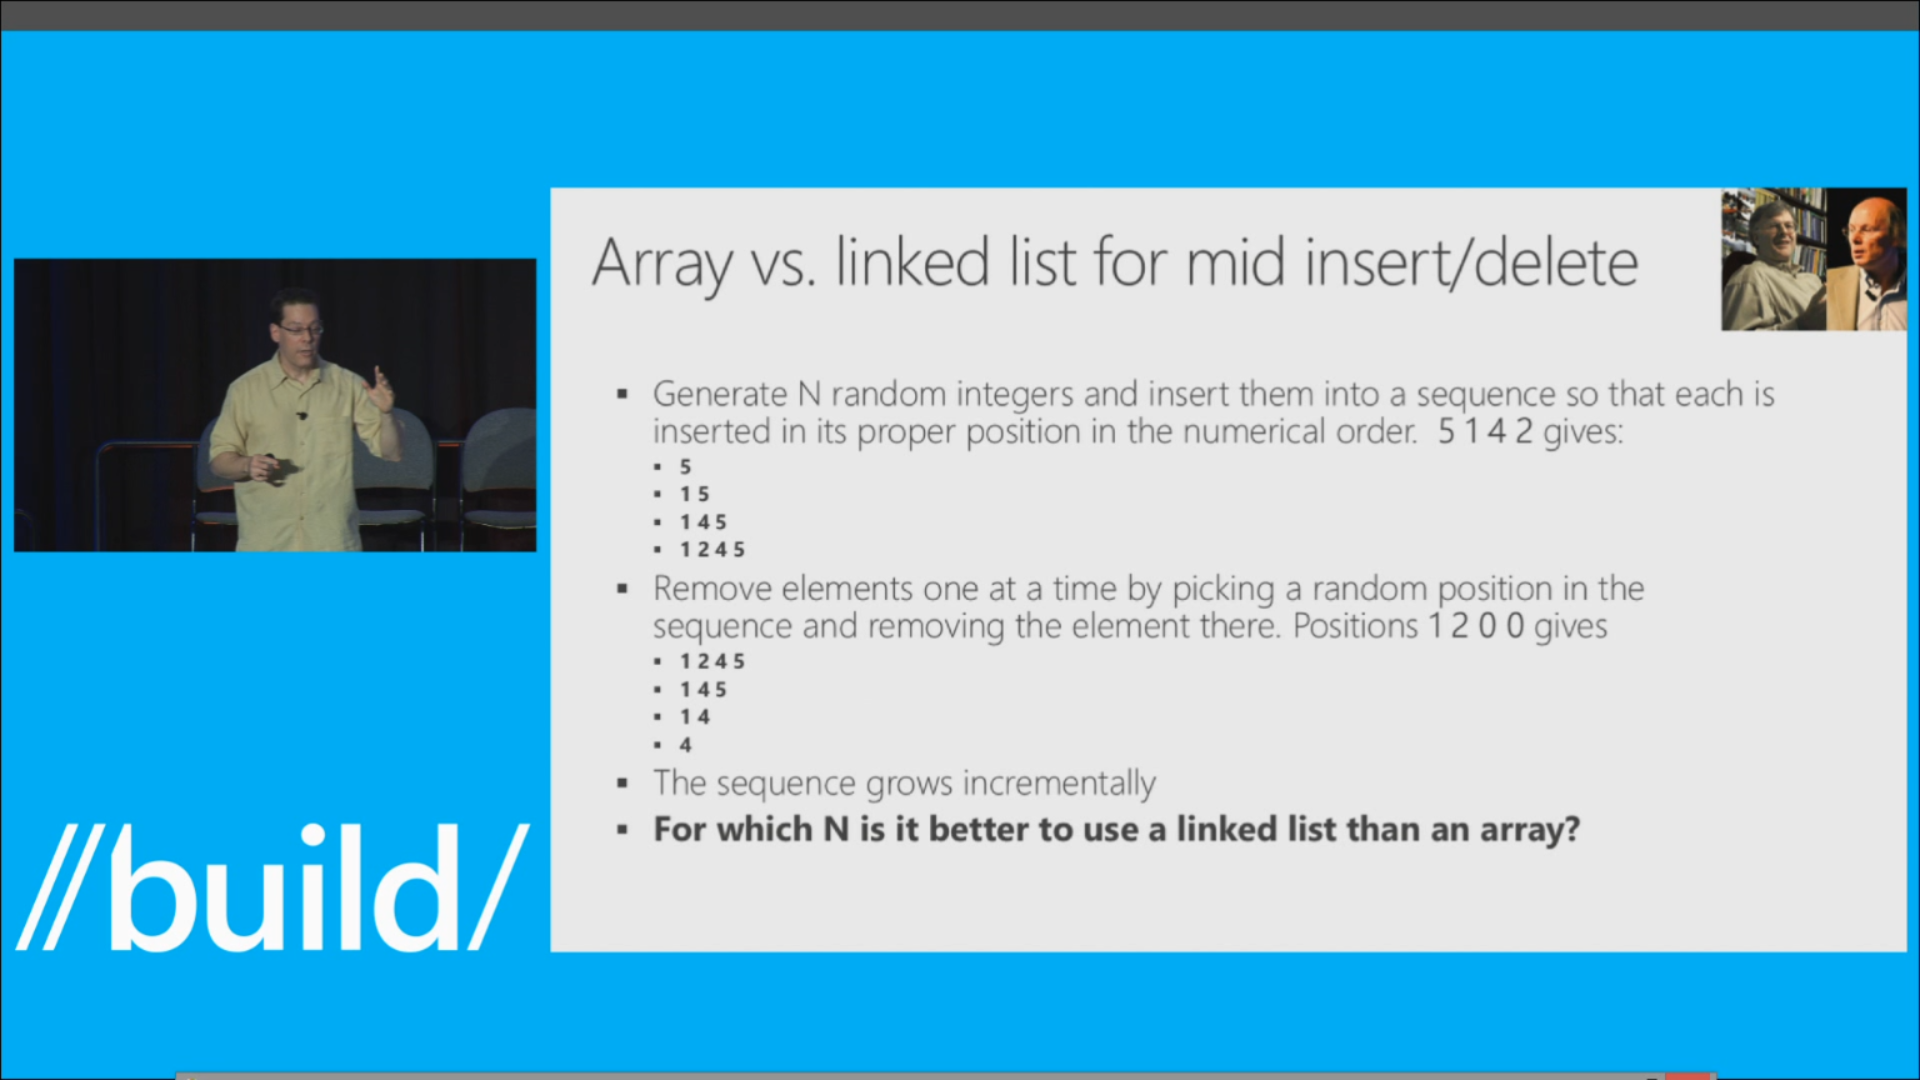 Array vs. linked list for mid insert/delete
▪ Generate N random integers and insert them into a sequence so that each is
inserted in its proper position in the numerical order.  5 1 4 2 gives:
▪ 5
▪ 1 5
▪ 1 4 5
▪ 1 2 4 5
▪ Remove elements one at a time by picking a random position in the
sequence and removing the element there. Positions 1 2 0 0 gives
▪ 1 2 4 5
▪ 1 4 5
▪ 1 4
▪ 4
▪ The sequence grows incrementally
▪ For which N is it better to use a linked list than an array?
//build/